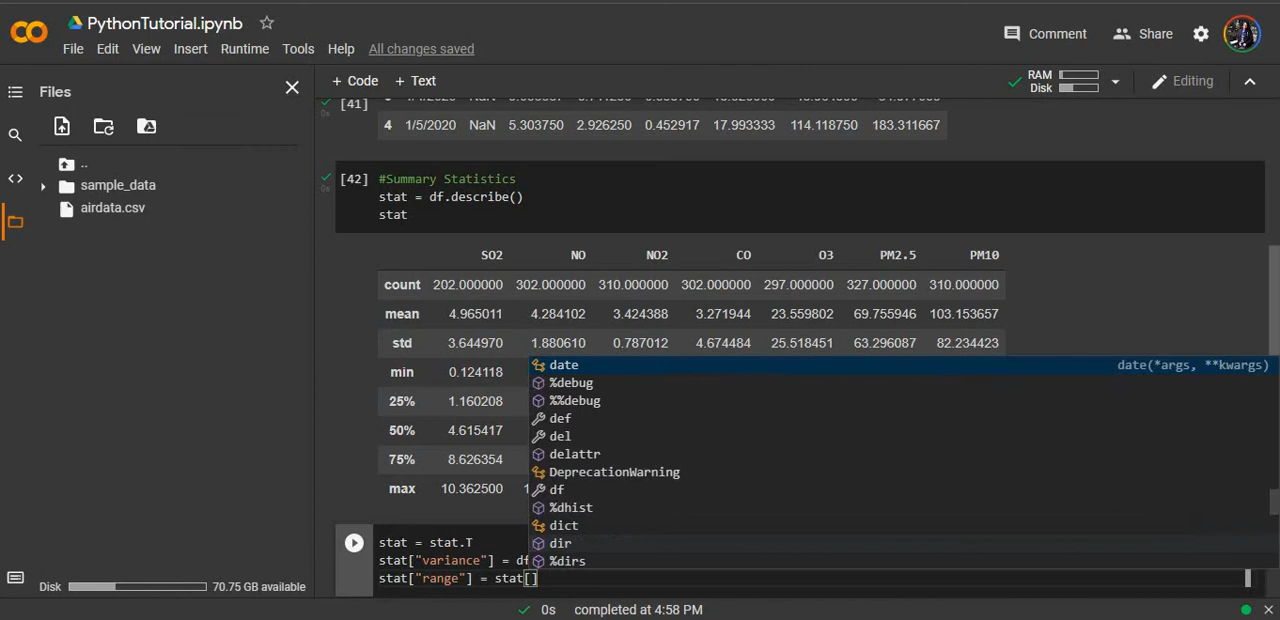 CO PythonTutorial.ipynb
Comment Share
File Edit View Insert Runtime Tools Help All changes saved
Files
+ Code + Text
RAM
Disk
Editing
[41]
4 1/5/2020 NaN 5.303750 2.926250 0.452917 17.993333 114.118750 183.311667
..
sample_data
airdata.csv
[42] #Summary Statistics
0s
stat = df.describe()
stat
SO2 NO NO2 CO O3 PM2.5 PM10
count 202.000000 302.000000 310.000000 302.000000 297.000000 327.000000 310.000000
mean 4.965011 4.284102 3.424388 3.271944 23.559802 69.755946 103.153657
std 3.644970 1.880610 0.787012 4.674484 25.518451 63.296087 82.234423
min 0.124118
25% 1.160208
50% 4.615417
75% 8.626354
max 10.362500 1
date date(*args, **kwargs)
%debug
%%debug
def
del
delattr
DeprecationWarning
df
%dhist
dict
dir
%dirs
stat = stat.T
stat["variance"] = df
stat["range"] = stat[]
Disk 70.75 GB available
0s completed at 4:58 PM